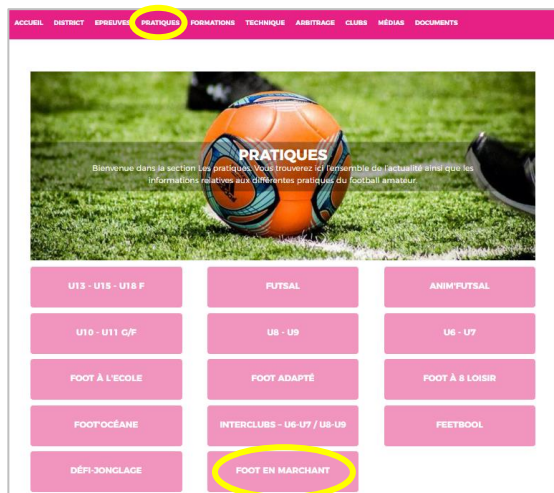 ACCUEIL DISTRICT EPREUVES PRATIQUES FORMATIONS TECHNIQUE ARBITRAGE CLUBS MÉDIAS DOCUMENTS
PRATIQUES
Bienvenue dans la section Les pratiques. Vous trouverez ici l'ensemble de l'actualité ainsi que les
informations relatives aux différentes pratiques du football amateur.
U13 - U15 - U18 F FUTSAL ANIM'FUTSAL
U10 - U11 G/F U8 - U9 U6 - U7
FOOT À L'ECOLE FOOT ADAPTÉ FOOT À 8 LOISIR
FOOT'OCÉANE INTERCLUBS – U6-U7 / U8-U9 FEETBOOL
DÉFI-JONGLAGE FOOT EN MARCHANT